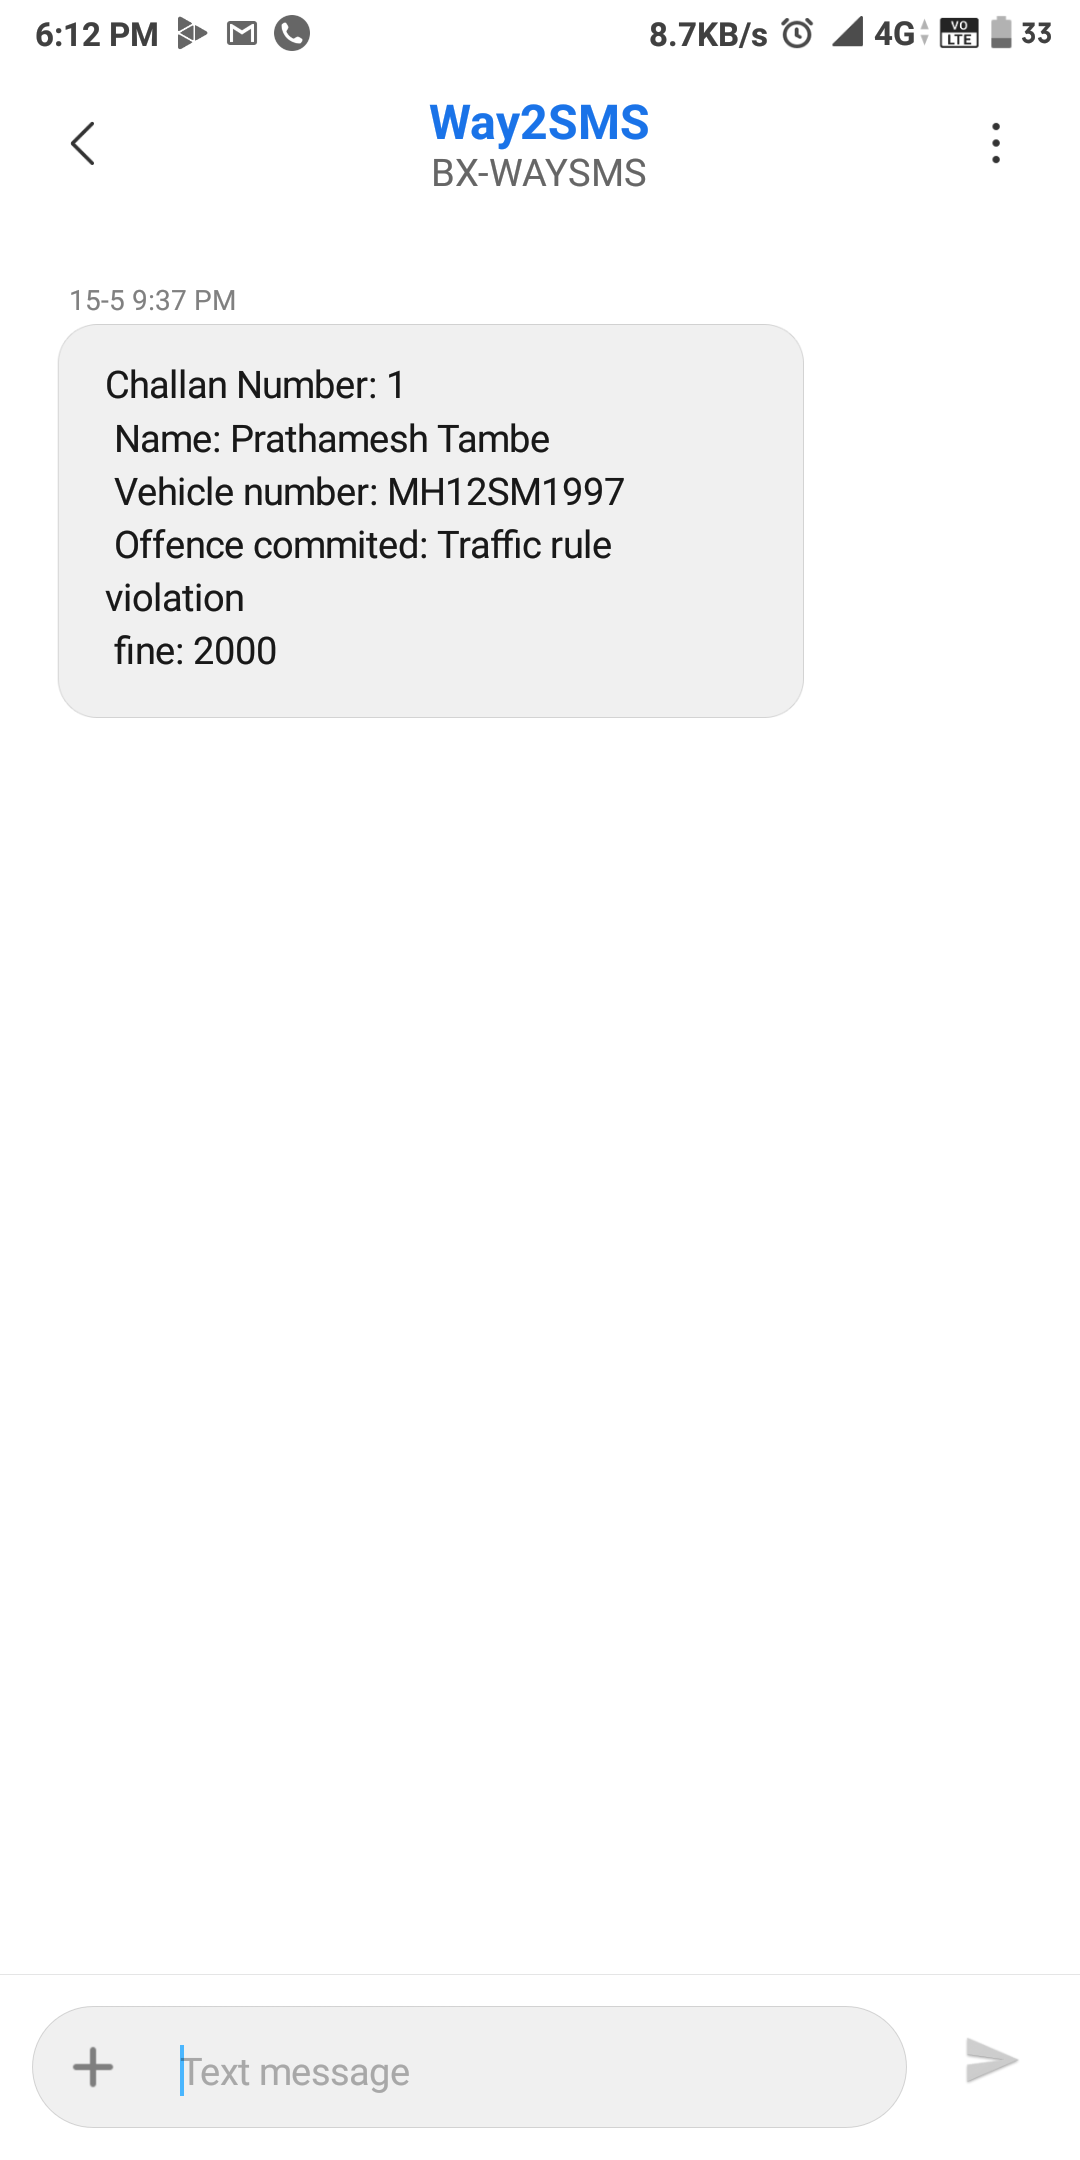 6:12 PM 8.7KB/s 4G VO LTE 33
Way2SMS
BX-WAYSMS
15-5 9:37 PM
Challan Number: 1
Name: Prathamesh Tambe
Vehicle number: MH12SM1997
Offence commited: Traffic rule
violation
fine: 2000
Text message